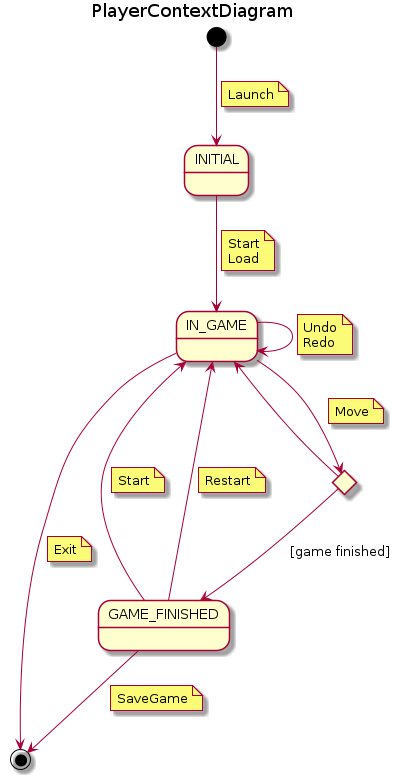 PlayerContextDiagram
Launch
INITIAL
Start
Load
IN_GAME
Undo
Redo
Move
Start
Restart
Exit
[game finished]
GAME_FINISHED
SaveGame